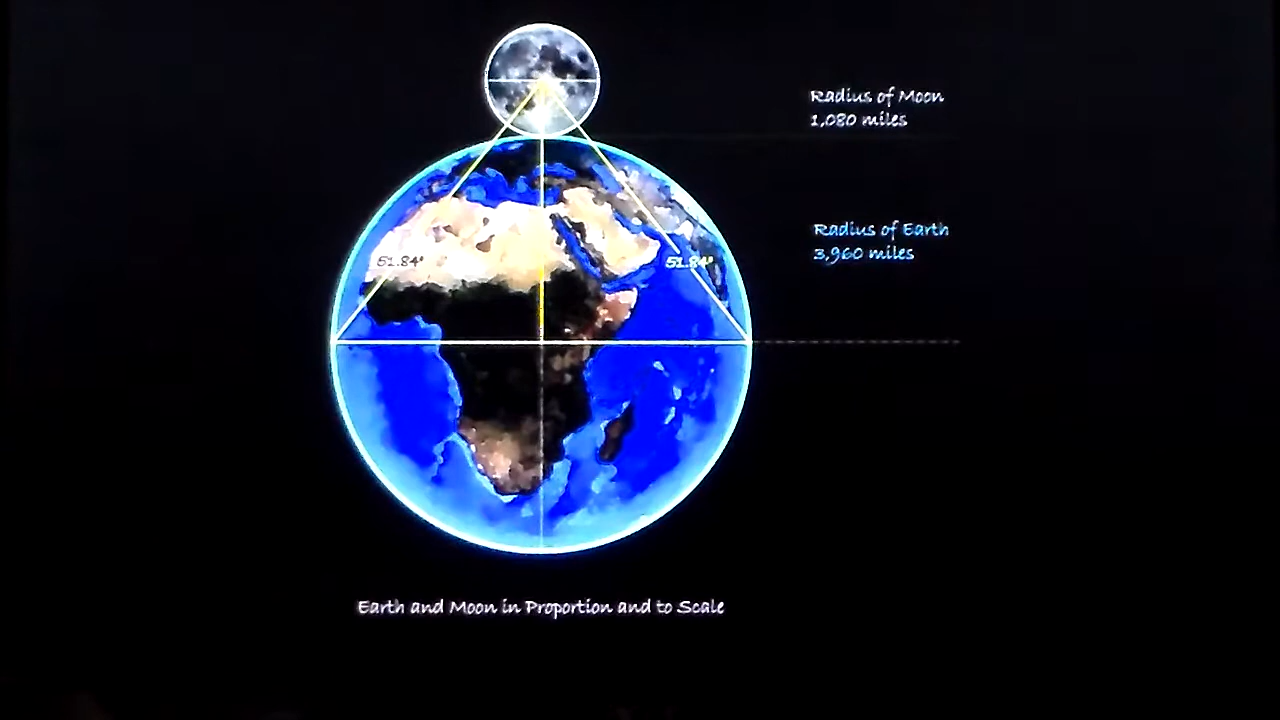 Radius of Moon
1,080 miles
Radius of Earth
3,960 miles
51.84°
51.84°
Earth and Moon in Proportion and to Scale